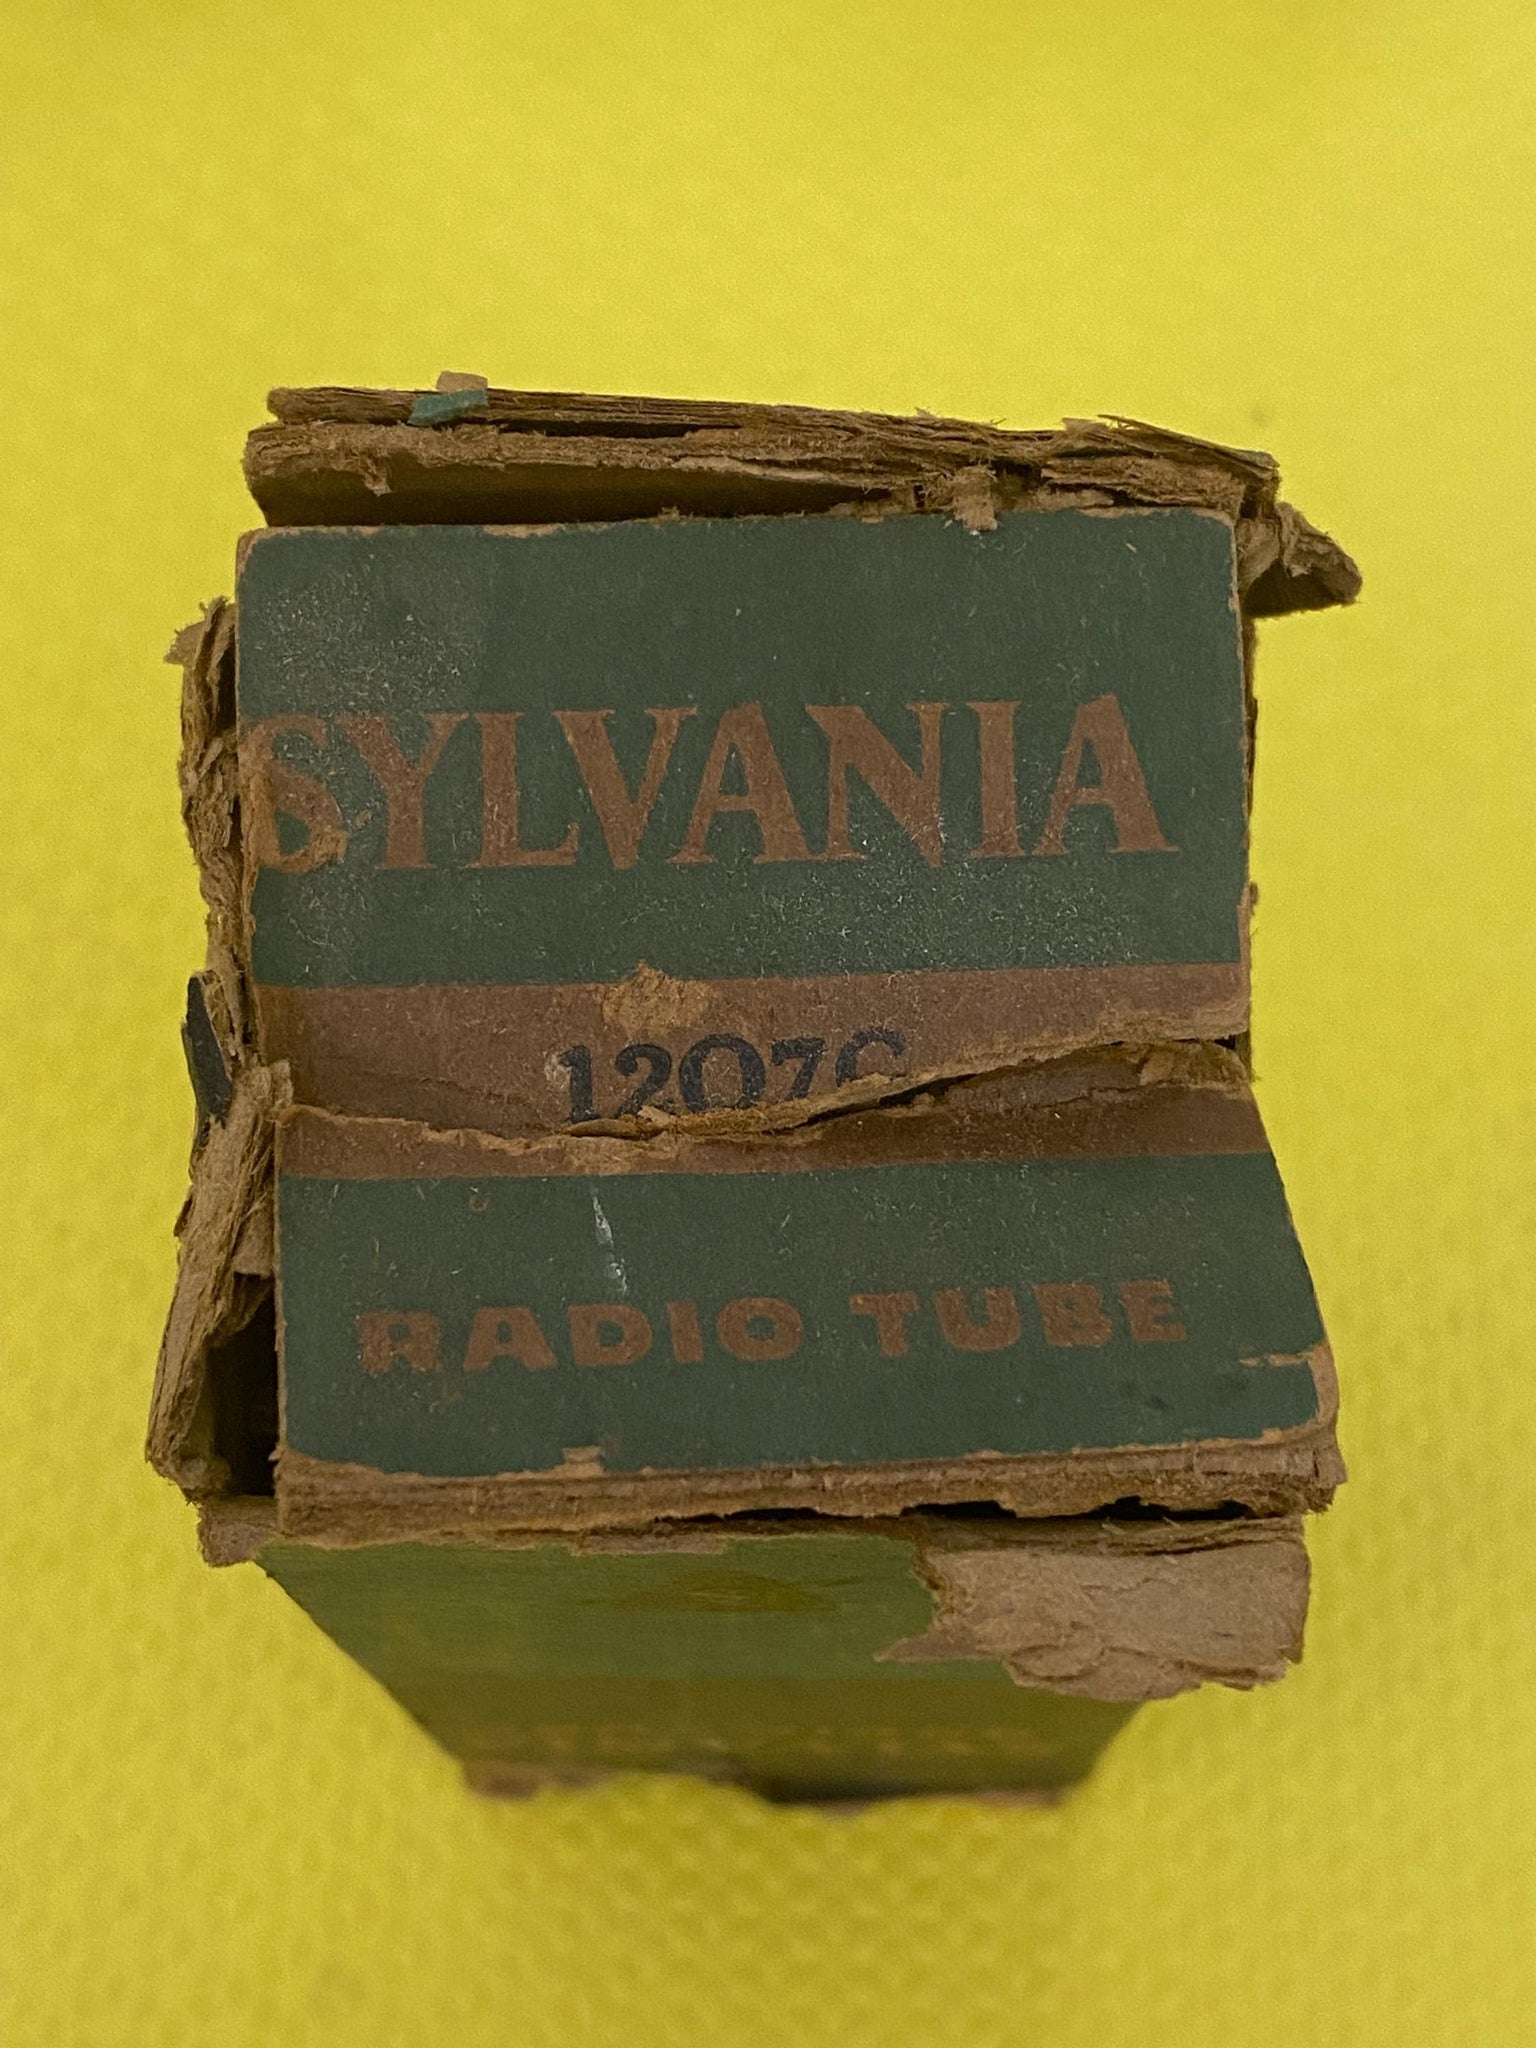 SYLVANIA
12Q7G
RADIO TUBE